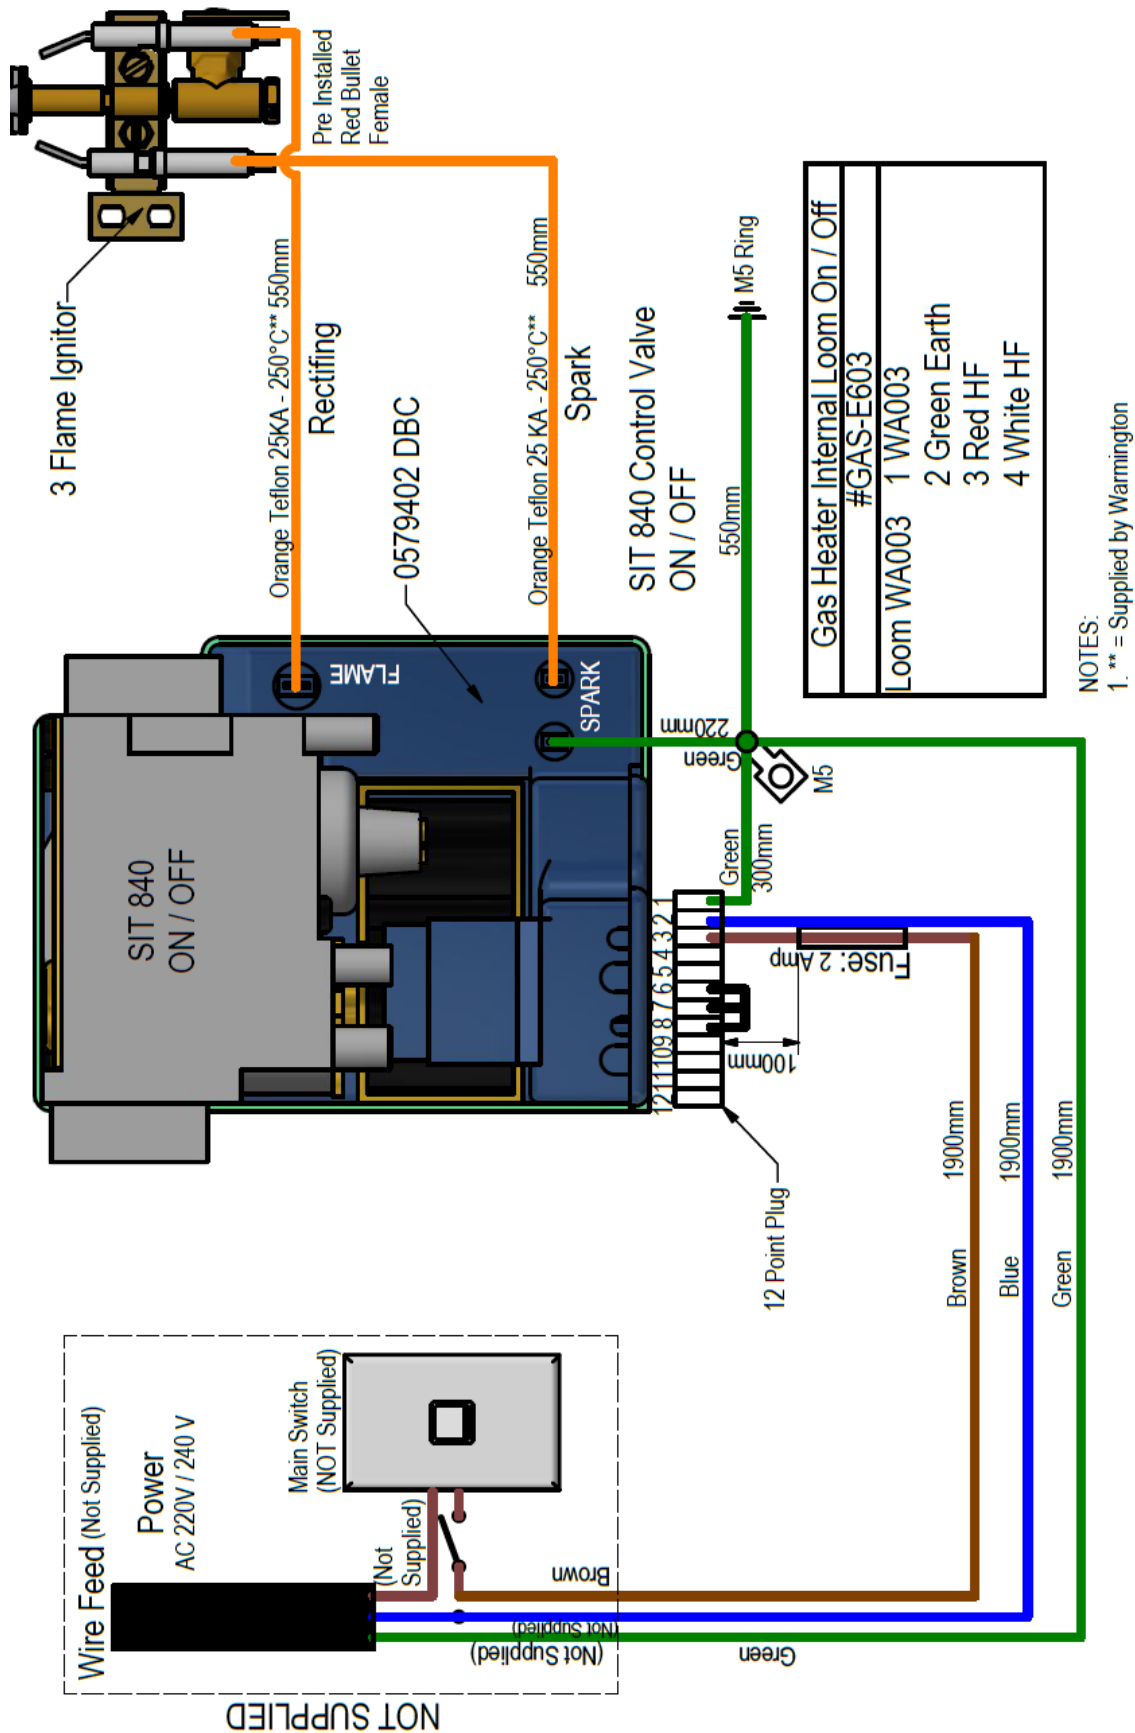 Wire Feed (Not Supplied)
Power
AC 220V / 240 V
Main Switch
(NOT Supplied)
(Not
Supplied)
(Not Supplied)
(Not Supplied)
Brown
Green
NOT SUPPLIED
SIT 840
ON / OFF
FLAME
SPARK
3 Flame Ignitor
Pre Installed
Red Bullet
Female
Orange Teflon 25KA - 250°C** 550mm
Rectifing
0579402 DBC
Orange Teflon 25 KA - 250°C** 550mm
Spark
SIT 840 Control Valve
ON / OFF
550mm
M5 Ring
220mm
Green
M5
Green
300mm
12 11 10 9 8 7 6 5 4 3 2 1
Fuse: 2 Amp
100mm
12 Point Plug
Brown 1900mm
Blue 1900mm
Green 1900mm
Gas Heater Internal Loom On / Off
#GAS-E603
Loom WA003 1 WA003
2 Green Earth
3 Red HF
4 White HF
NOTES:
1. ** = Supplied by Warmington